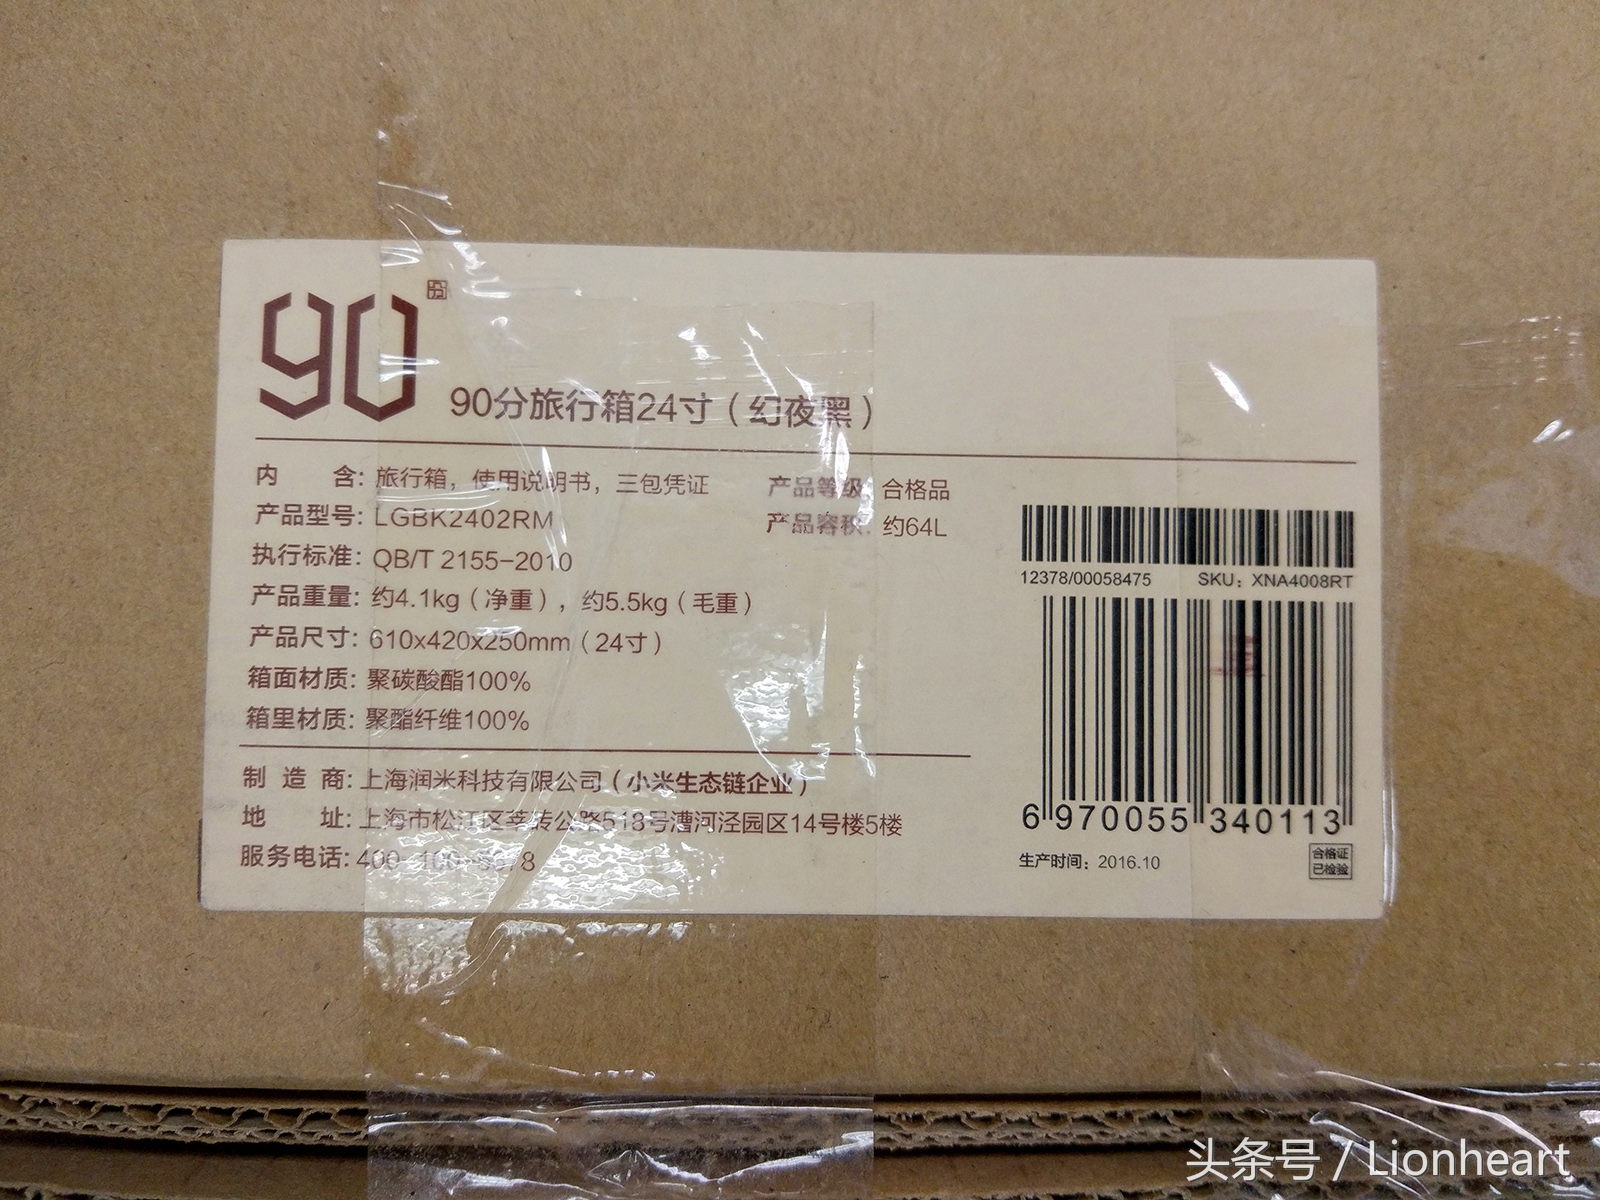 90分
90分旅行箱24寸（幻夜黑）
内 含: 旅行箱，使用说明书，三包凭证
产品等级: 合格品
产品型号: LGBK2402RM
产品容积: 约64L
执行标准: QB/T 2155-2010
产品重量: 约4.1kg（净重），约5.5kg（毛重）
产品尺寸: 610x420x250mm（24寸）
箱面材质: 聚碳酸酯100%
箱里材质: 聚酯纤维100%
12378/00058475 SKU: XNA4008RT
6 970055 340113
制 造 商: 上海润米科技有限公司（小米生态链企业）
地 址: 上海市松江区莘砖公路518号漕河泾园区14号楼5楼
服务电话: 400-100-
生产时间: 2016.10
合格证
已检验
头条号 / Lionheart